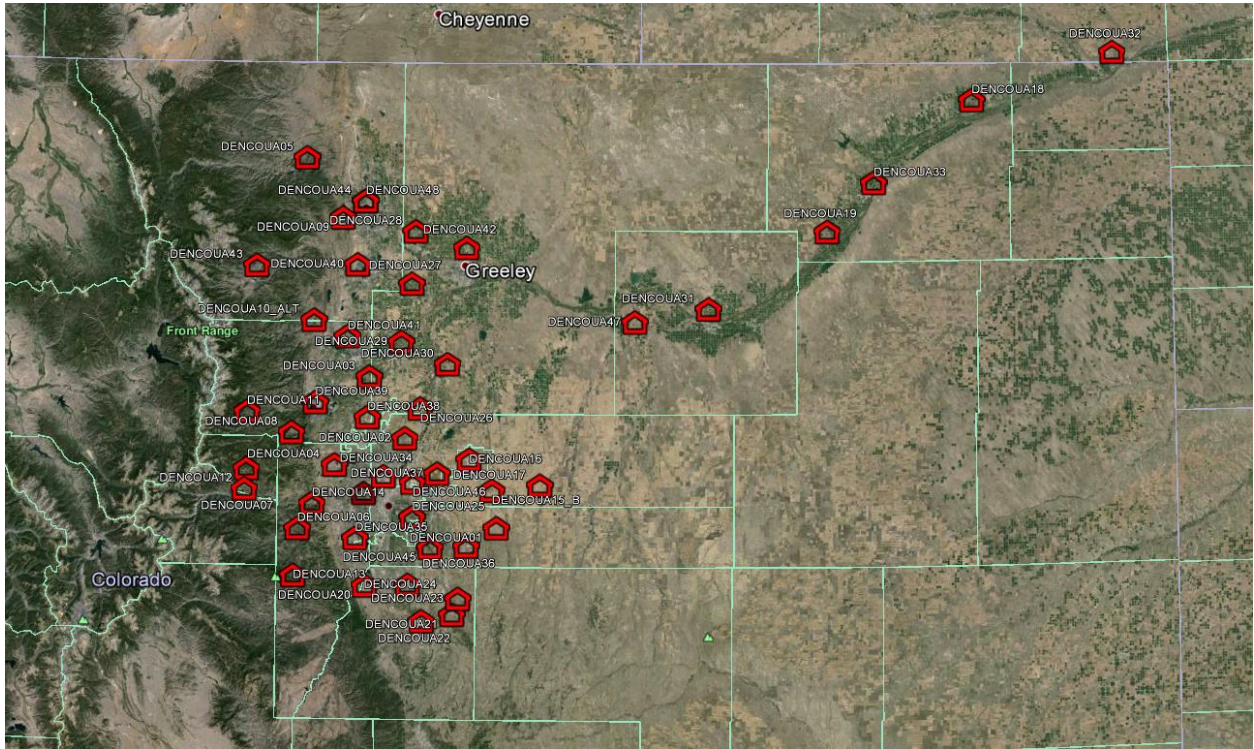 Cheyenne
DENCOUA32
DENCOUA18
DENCOUA05
DENCOUA33
DENCOUA44
DENCOUA48
DENCOUA09
DENCOUA28
DENCOUA42
DENCOUA19
DENCOUA43
DENCOUA40
DENCOUA27
Greeley
DENCOUA10_ALT
DENCOUA31
DENCOUA47
Front Range
DENCOUA41
DENCOUA29
DENCOUA30
DENCOUA03
DENCOUA39
DENCOUA11
DENCOUA38
DENCOUA08
DENCOUA26
DENCOUA02
DENCOUA04
DENCOUA34
DENCOUA16
DENCOUA12
DENCOUA37
DENCOUA17
DENCOUA14
DENCOUA46
DENCOUA15_B
DENCOUA07
DENCOUA25
DENCOUA06
DENCOUA35
DENCOUA01
DENCOUA45
DENCOUA36
Colorado
DENCOUA13
DENCOUA24
DENCOUA20
DENCOUA23
DENCOUA21
DENCOUA22